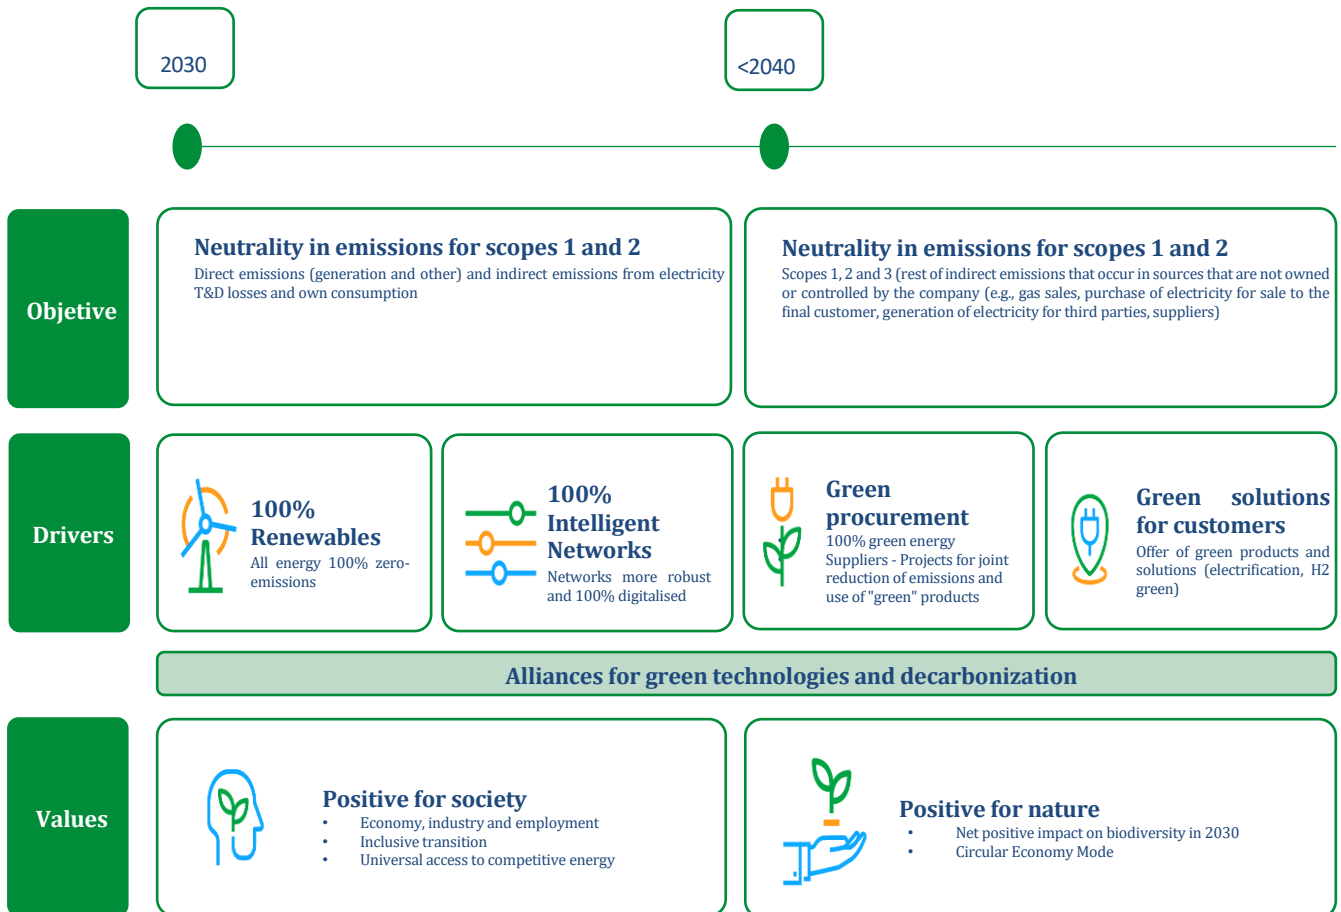 2030
<2040
Objetive
Neutrality in emissions for scopes 1 and 2
Direct emissions (generation and other) and indirect emissions from electricity
T&D losses and own consumption
Neutrality in emissions for scopes 1 and 2
Scopes 1, 2 and 3 (rest of indirect emissions that occur in sources that are not owned
or controlled by the company (e.g., gas sales, purchase of electricity for sale to the
final customer, generation of electricity for third parties, suppliers)
Drivers
100%
Renewables
All energy 100% zero-
emissions
100%
Intelligent
Networks
Networks more robust
and 100% digitalised
Green
procurement
100% green energy
Suppliers - Projects for joint
reduction of emissions and
use of "green" products
Green solutions
for customers
Offer of green products and
solutions (electrification, H2
green)
Alliances for green technologies and decarbonization
Values
Positive for society
• Economy, industry and employment
• Inclusive transition
• Universal access to competitive energy
Positive for nature
• Net positive impact on biodiversity in 2030
• Circular Economy Mode